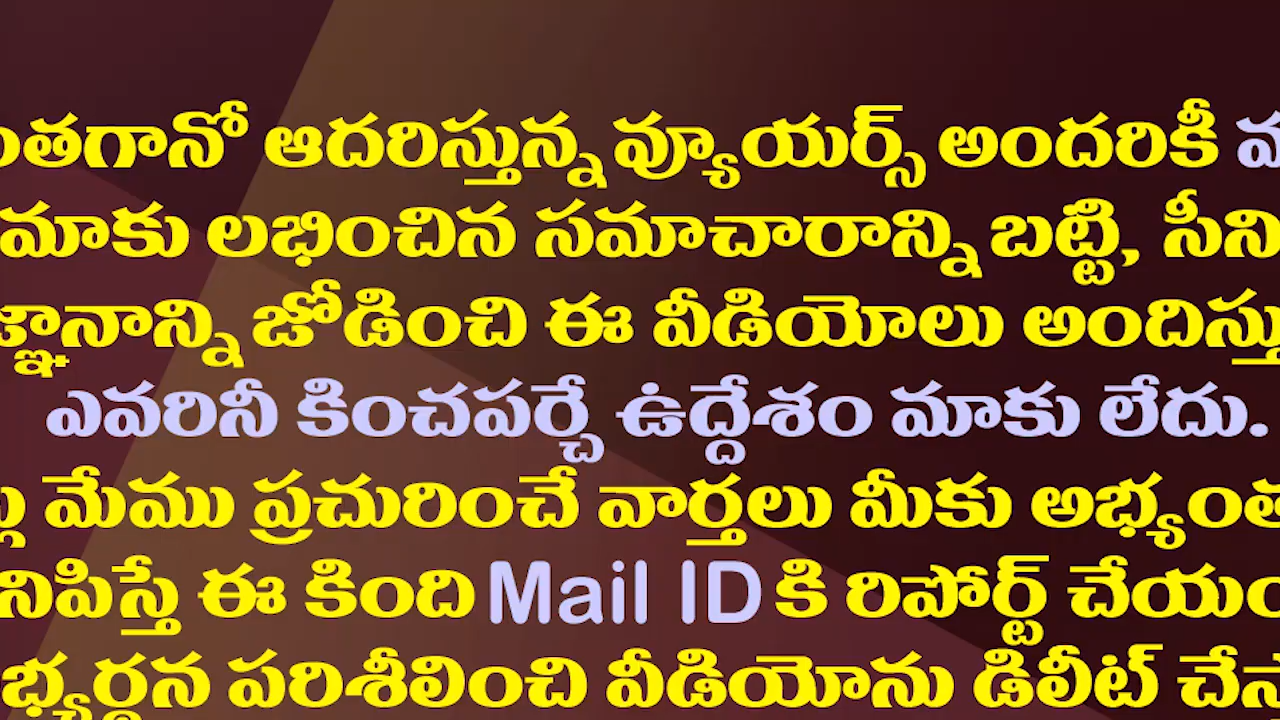 ఆదరిస్తున్న వ్యూయర్స్ అందరికీ
మాకు లభించిన సమాచారాన్ని బట్టి,
జోడించి ఈ వీడియోలు
ఎవరినీ కించపర్చే ఉద్దేశం మాకు లేదు.
మేము ప్రచురించే వార్తలు మీకు
ఈ కింది Mail ID కి రిపోర్ట్
పరిశీలించి వీడియోను డిలీట్